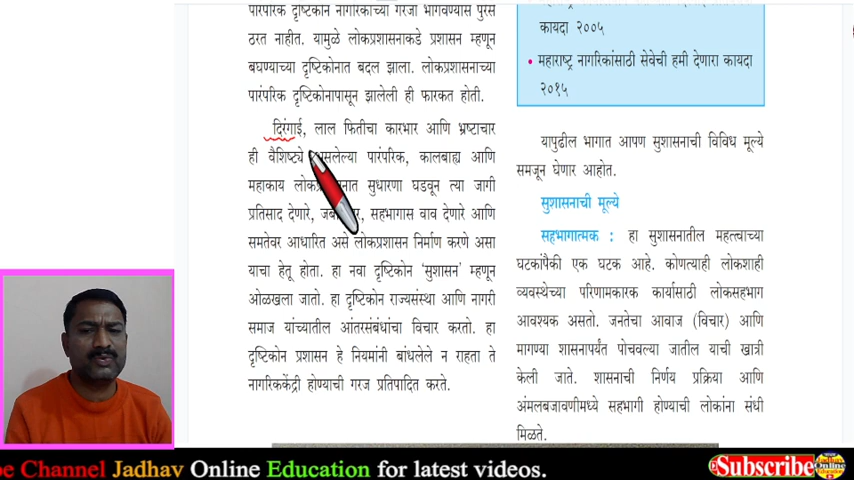 पारंपरिक दृष्टिकोन नागरिकांच्या गरजा भागवण्यास पुरेसे
ठरत नाहीत. यामुळे लोकप्रशासनाकडे प्रशासन म्हणून
बघण्याच्या दृष्टिकोनात बदल झाला. लोकप्रशासनाच्या
पारंपरिक दृष्टिकोनापासून झालेली ही फारकत होती.
दिरंगाई, लाल फितीचा कारभार आणि भ्रष्टाचार
ही वैशिष्ट्ये असलेल्या पारंपरिक, कालबाह्य आणि
महाकाय लोकप्रशासनात सुधारणा घडवून त्या जागी
प्रतिसाद देणारे, सहभागास वाव देणारे आणि
समतेवर आधारित असे लोकप्रशासन निर्माण करणे असा
याचा हेतू होता. हा नवा दृष्टिकोन 'सुशासन' म्हणून
ओळखला जातो. हा दृष्टिकोन राज्यसंस्था आणि नागरी
समाज यांच्यातील आंतरसंबंधांचा विचार करतो. हा
दृष्टिकोन प्रशासन हे नियमांनी बांधलेले न राहता ते
नागरिककेंद्री होण्याची गरज प्रतिपादित करते.
कायदा २००५
• महाराष्ट्र नागरिकांसाठी सेवेची हमी देणारा कायदा
२०१५
यापुढील भागात आपण सुशासनाची विविध मूल्ये
समजून घेणार आहोत.
सुशासनाची मूल्ये
सहभागात्मक : हा सुशासनातील महत्त्वाच्या
घटकांपैकी एक घटक आहे. कोणत्याही लोकशाही
व्यवस्थेच्या परिणामकारक कार्यासाठी लोकसहभाग
आवश्यक असतो. जनतेचा आवाज (विचार) आणि
मागण्या शासनापर्यंत पोचवल्या जातील याची खात्री
केली जाते. शासनाची निर्णय प्रक्रिया आणि
अंमलबजावणीमध्ये सहभागी होण्याची लोकांना संधी
मिळते.
be Channel Jadhav Online Education for latest videos.
Subscribe
Jadhav
Online